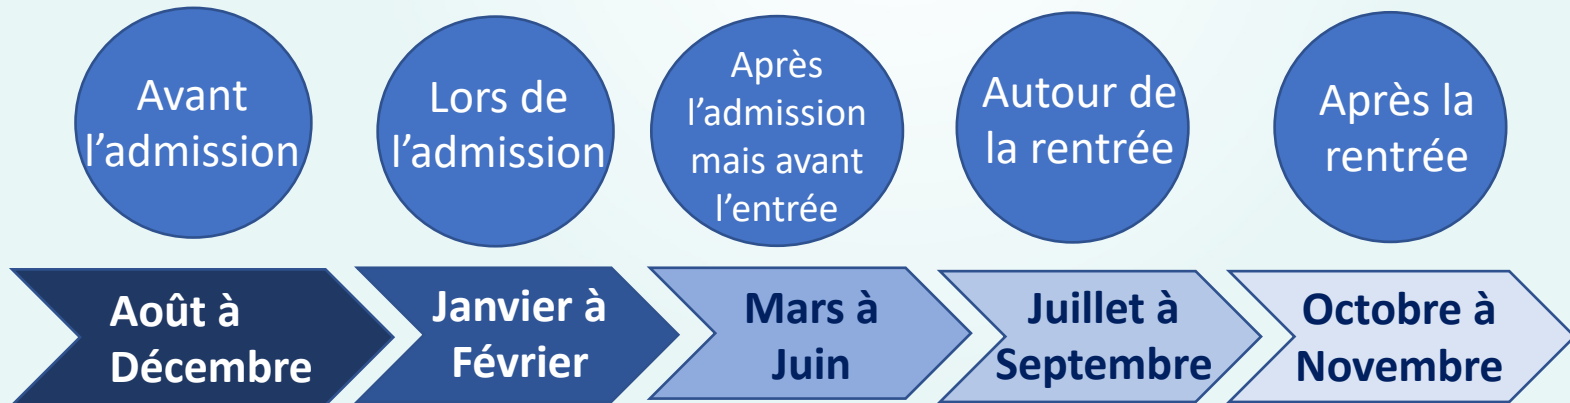 Avant
l’admission
Lors de
l’admission
Après
l’admission
mais avant
l’entrée
Autour de
la rentrée
Après la
rentrée
Août à
Décembre
Janvier à
Février
Mars à
Juin
Juillet à
Septembre
Octobre à
Novembre